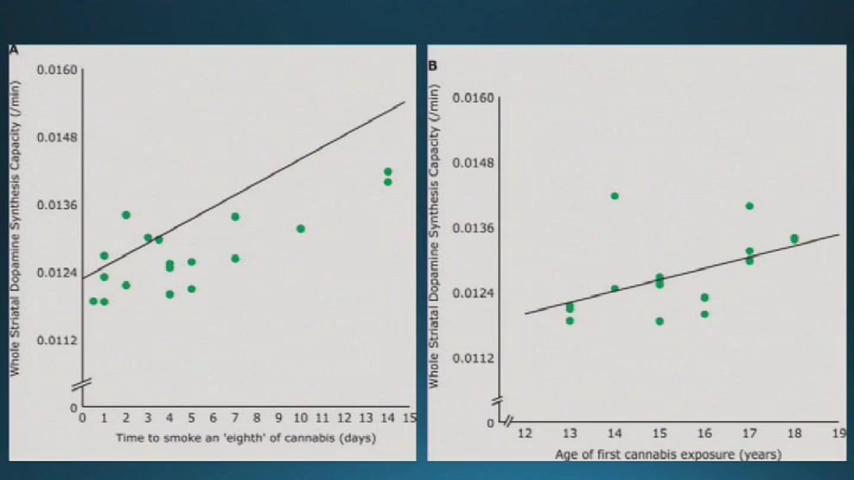 A
Whole Striatal Dopamine Synthesis Capacity (/min)
0.0160
0.0148
0.0136
0.0124
0.0112
0
0 1 2 3 4 5 6 7 8 9 10 11 12 13 14 15
Time to smoke an 'eighth' of cannabis (days)
B
Whole Striatal Dopamine Synthesis Capacity (/min)
0.0160
0.0148
0.0136
0.0124
0.0112
0
12 13 14 15 16 17 18 19
Age of first cannabis exposure (years)